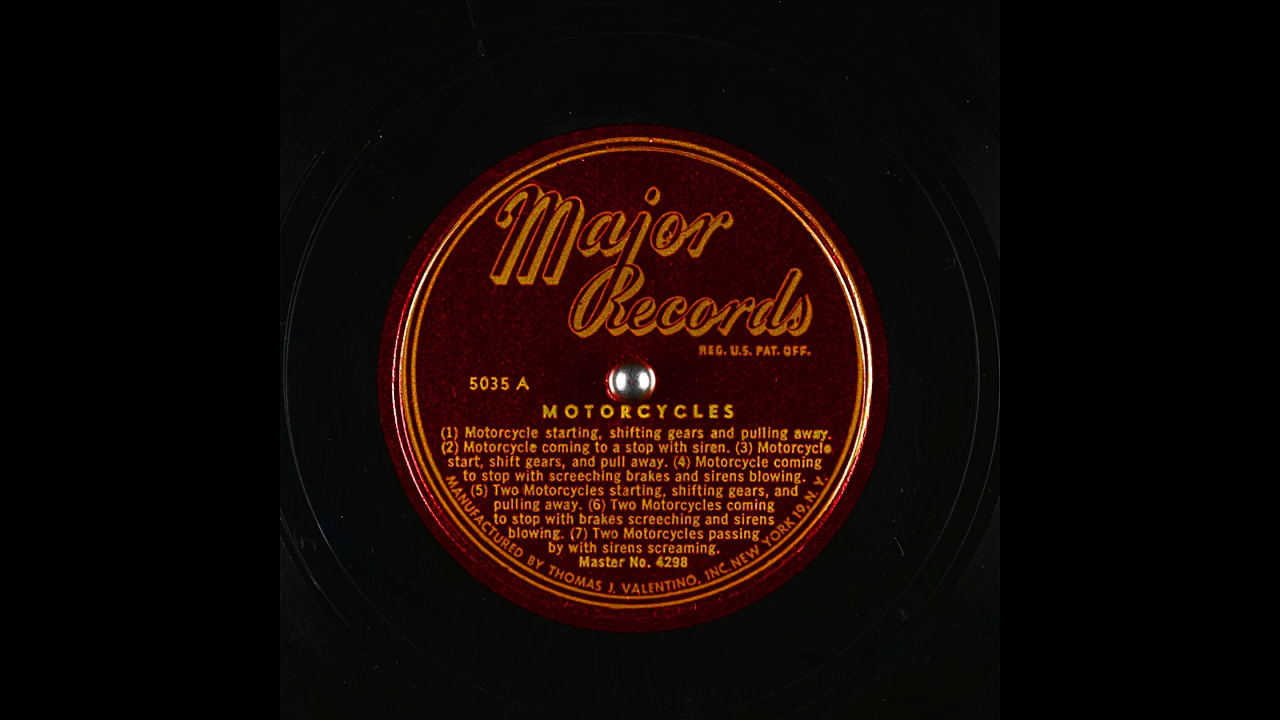 Major
Records
REG. U.S. PAT. OFF.
5035 A
MOTORCYCLES
(1) Motorcycle starting, shifting gears and pulling away.
(2) Motorcycle coming to a stop with siren. (3) Motorcycle
start, shift gears, and pull away. (4) Motorcycle coming
to stop with screeching brakes and sirens blowing.
(5) Two Motorcycles starting, shifting gears, and
pulling away. (6) Two Motorcycles coming
to stop with brakes screeching and sirens
blowing. (7) Two Motorcycles passing
by with sirens screaming.
Master No. 4298
MANUFACTURED BY THOMAS J. VALENTINO, INC. NEW YORK 19, N. Y.